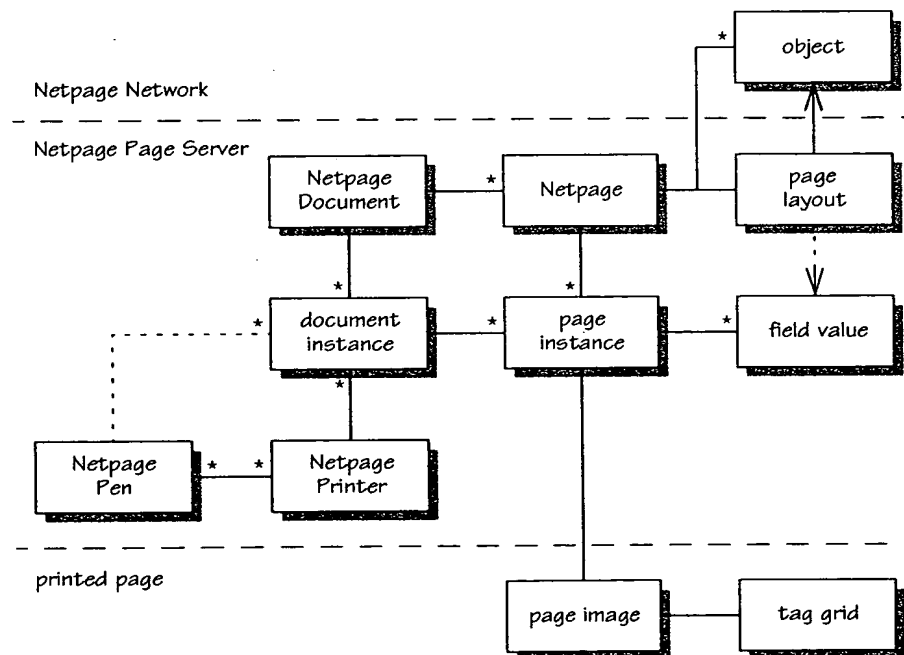 *
object
Netpage Network
Netpage Page Server
Netpage
Document
*
Netpage
page
layout
*
*
*
document
instance
*
page
instance
*
field value
*
Netpage
Pen
*
*
Netpage
Printer
printed page
page image
tag grid